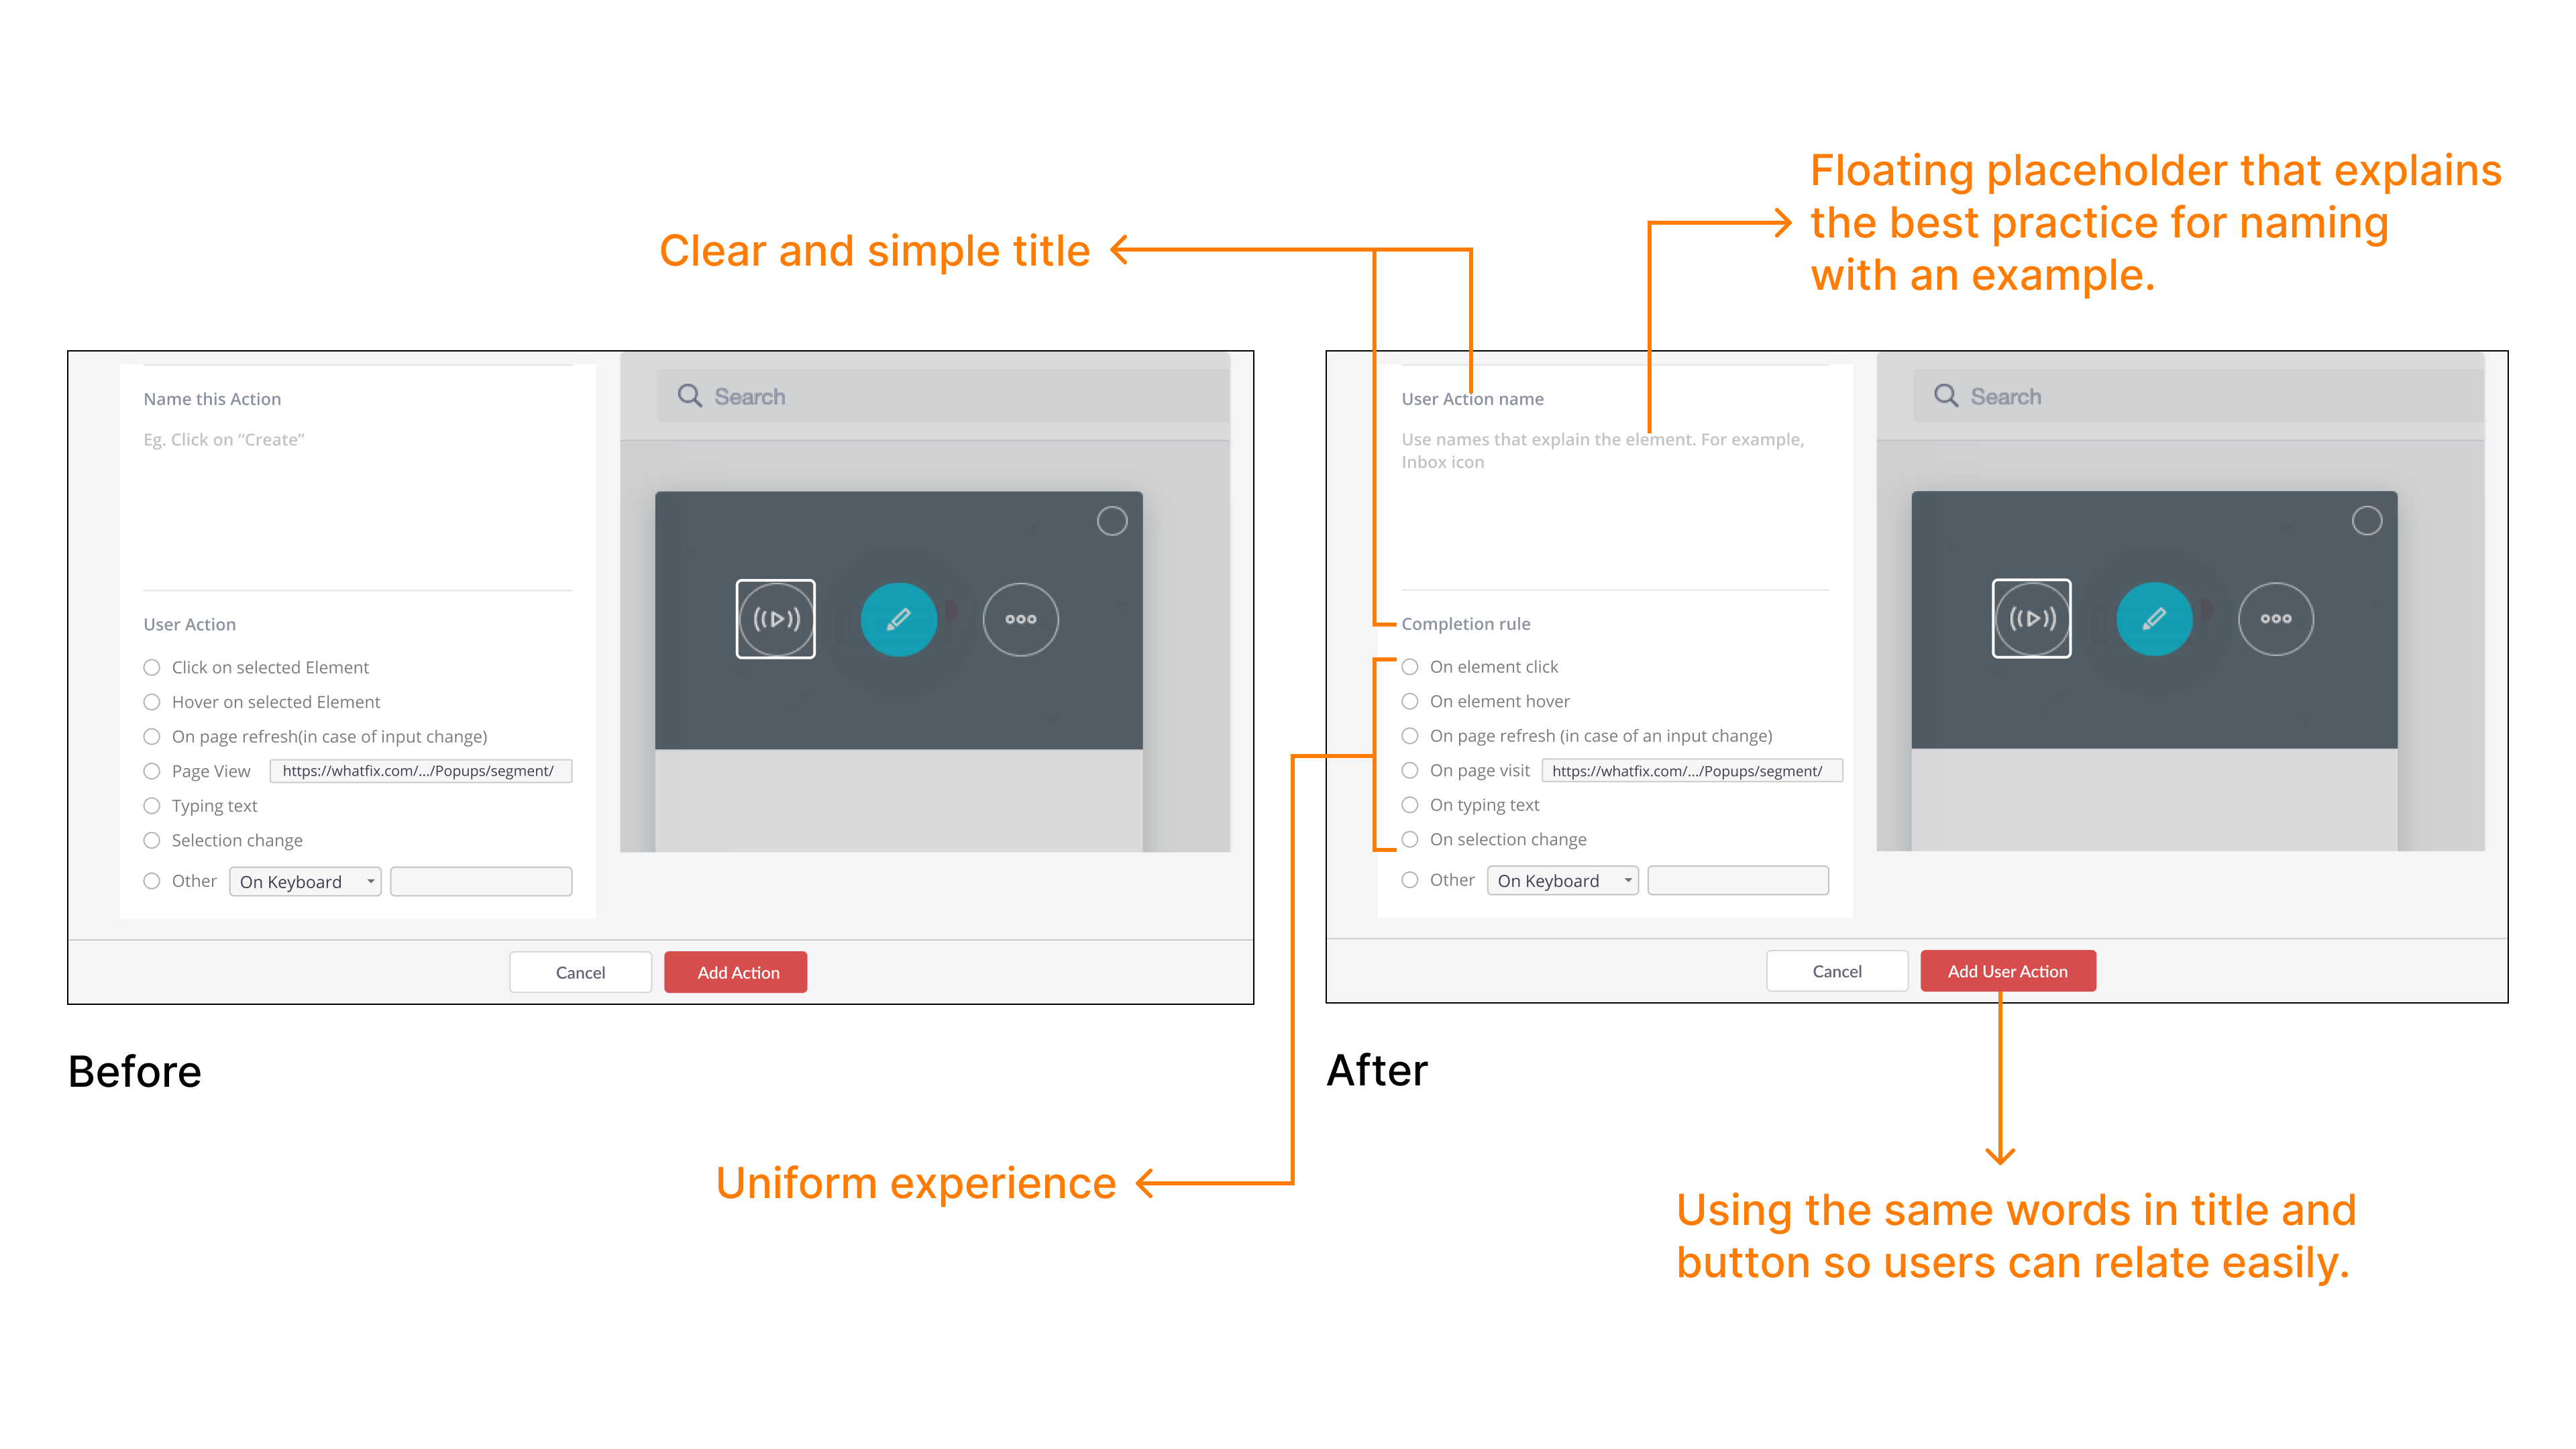 Floating placeholder that explains
the best practice for naming
with an example.
Clear and simple title
Name this Action
Eg. Click on “Create”
User Action
Click on selected Element
Hover on selected Element
On page refresh(in case of input change)
Page View https://whatfix.com/.../Popups/segment/
Typing text
Selection change
Other On Keyboard
Search
Cancel Add Action
Before
User Action name
Use names that explain the element. For example,
Inbox icon
Completion rule
On element click
On element hover
On page refresh (in case of an input change)
On page visit https://whatfix.com/.../Popups/segment/
On typing text
On selection change
Other On Keyboard
Search
Cancel Add User Action
After
Uniform experience
Using the same words in title and
button so users can relate easily.